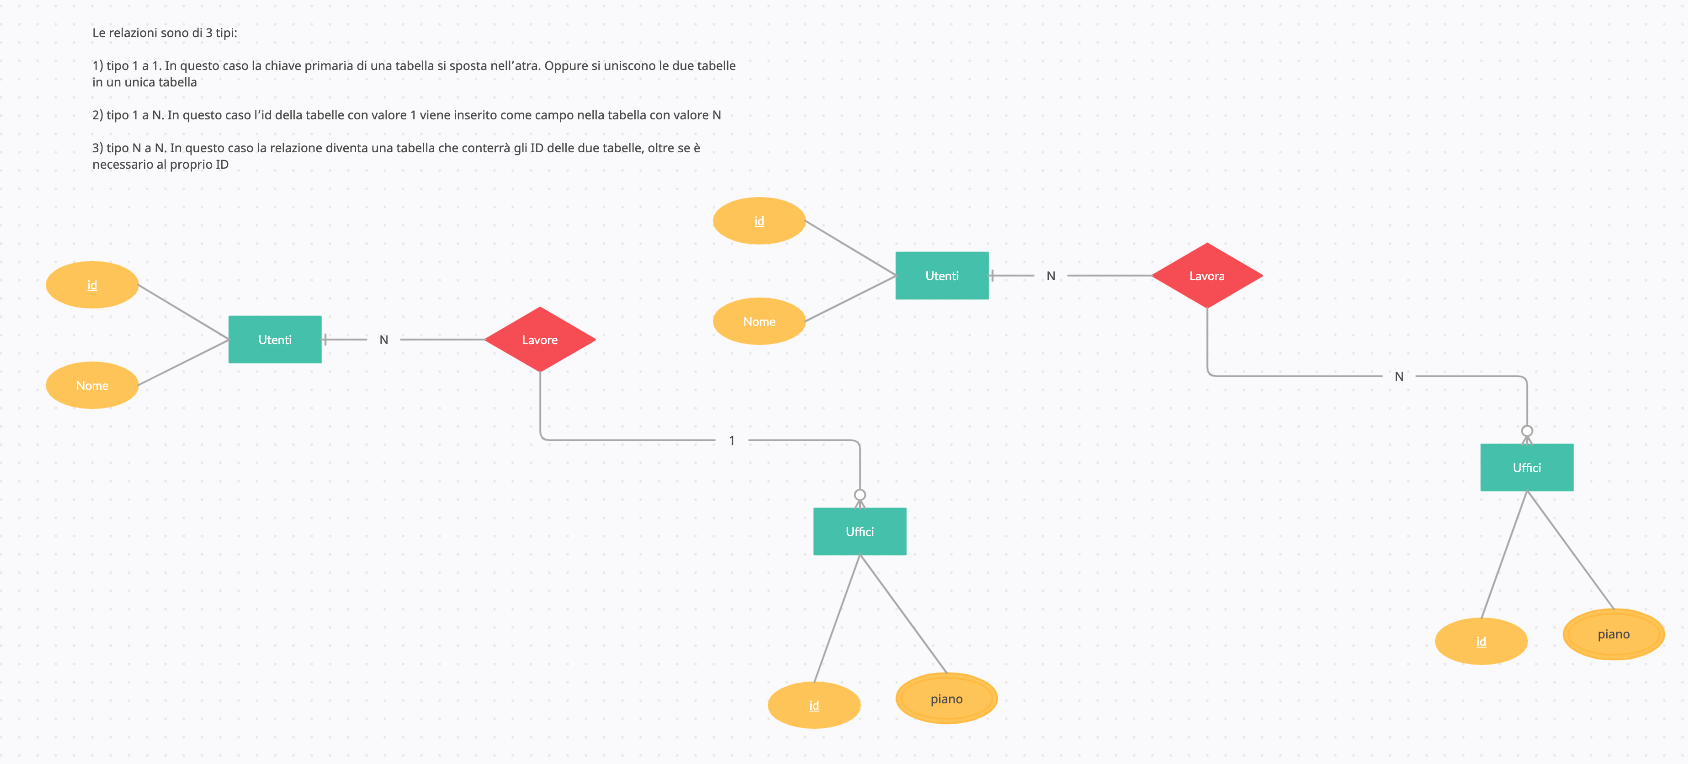 Le relazioni sono di 3 tipi:
1) tipo 1 a 1. In questo caso la chiave primaria di una tabella si sposta nell'atra. Oppure si uniscono le due tabelle
in un unica tabella
2) tipo 1 a N. In questo caso l'id della tabelle con valore 1 viene inserito come campo nella tabella con valore N
3) tipo N a N. In questo caso la relazione diventa una tabella che conterrà gli ID delle due tabelle, oltre se è
necessario al proprio ID
id
Nome
Utenti
N
Lavore
1
Uffici
id
piano
id
Nome
Utenti
N
Lavora
N
Uffici
id
piano